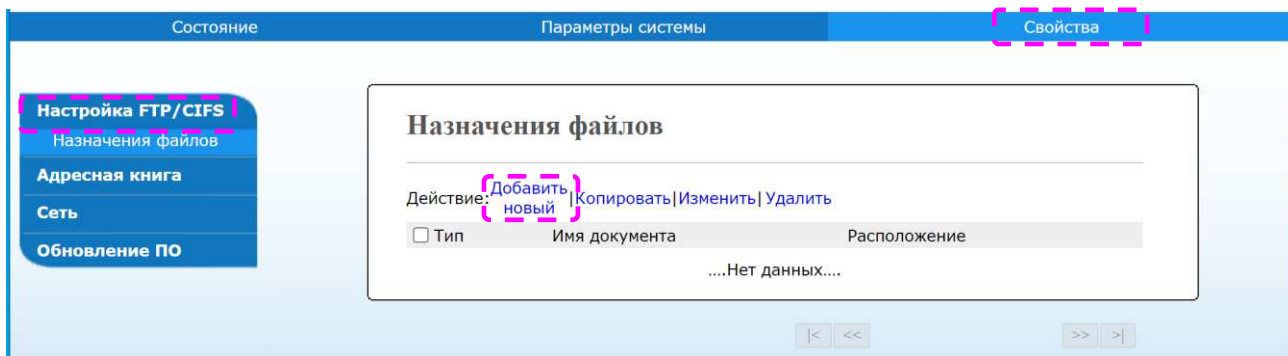 Состояние Параметры системы Свойства
Настройка FTP/CIFS
Назначения файлов
Адресная книга
Сеть
Обновление ПО
Назначения файлов
Действие: Добавить новый |Копировать|Изменить| Удалить
Тип Имя документа Расположение
....Нет данных....
|< << >> >|